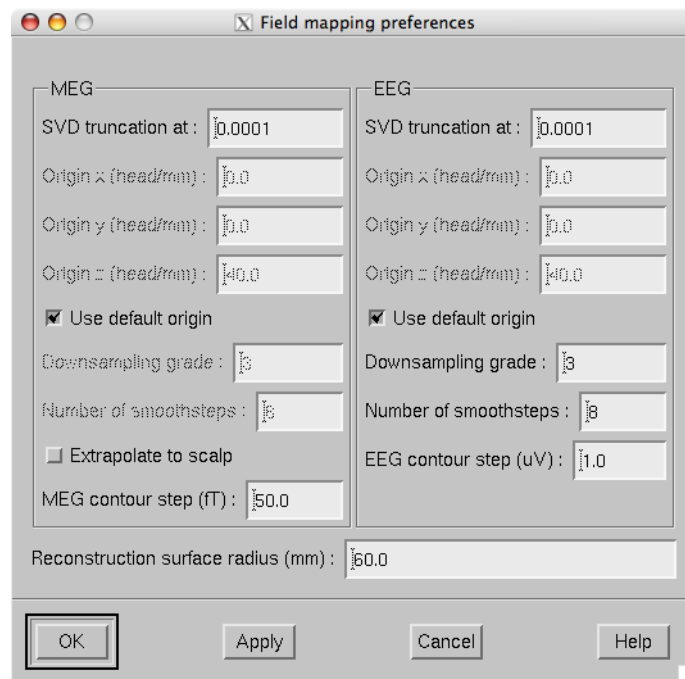 Field mapping preferences
MEG
SVD truncation at : 0.0001
Origin x (head/mm) : 0.0
Origin y (head/mm) : 0.0
Origin z (head/mm) : 40.0
Use default origin
Downsampling grade : 3
Number of smoothsteps : 8
Extrapolate to scalp
MEG contour step (fT) : 50.0
EEG
SVD truncation at : 0.0001
Origin x (head/mm) : 0.0
Origin y (head/mm) : 0.0
Origin z (head/mm) : 40.0
Use default origin
Downsampling grade : 3
Number of smoothsteps : 8
EEG contour step (uV) : 1.0
Reconstruction surface radius (mm) : 60.0
OK Apply Cancel Help